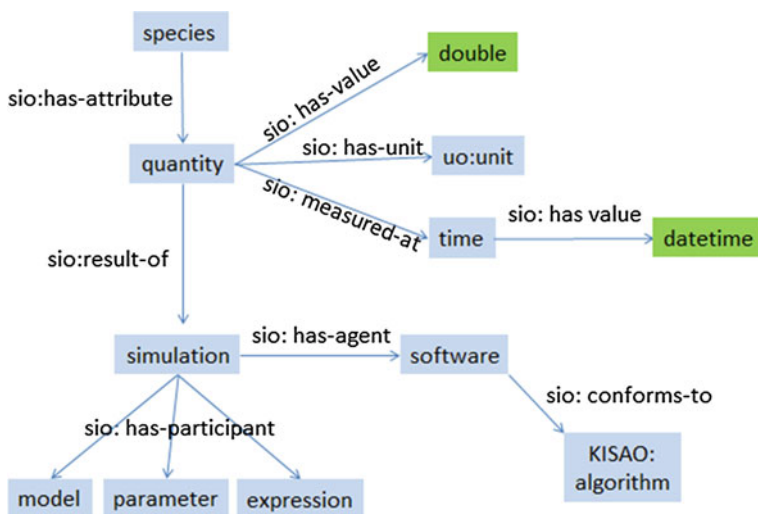 species
double
sio:has-attribute
sio: has-value
sio: has-unit
quantity
uo:unit
sio: measured-at
sio: has value
time
datetime
sio:result-of
sio: has-agent
simulation
software
sio: conforms-to
sio: has-participant
KISAO:
algorithm
model
parameter
expression